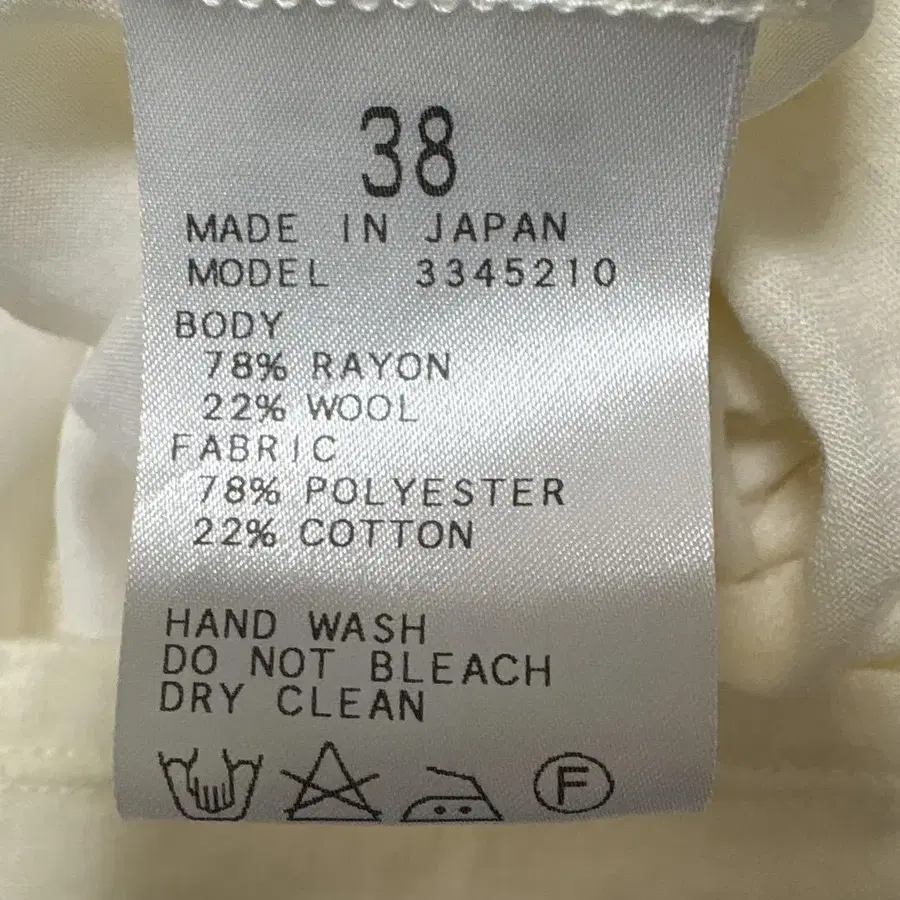 38
MADE IN JAPAN
MODEL 3345210
BODY
78% RAYON
22% WOOL
FABRIC
78% POLYESTER
22% COTTON
HAND WASH
DO NOT BLEACH
DRY CLEAN
F